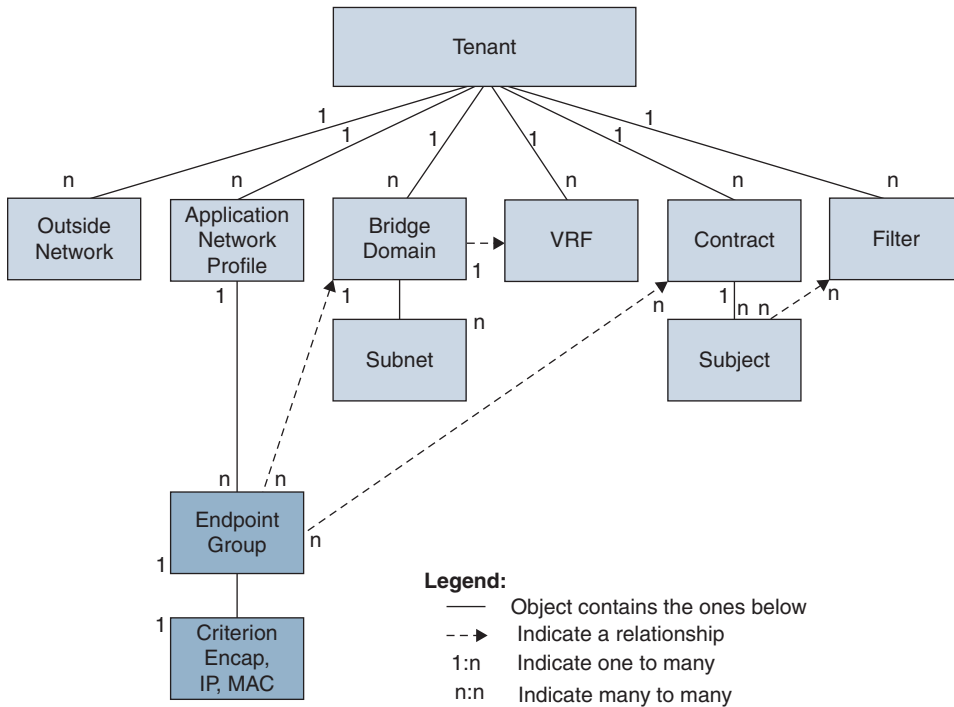 Tenant
1
1
1
1
1
1
n
n
n
n
n
n
Outside
Network
Application
Network
Profile
Bridge
Domain
VRF
Contract
Filter
1
1
1
n
1
n
n
n
Subnet
n
Subject
n
n
Endpoint
Group
n
1
1
Criterion
Encap,
IP, MAC
Legend:
Object contains the ones below
Indicate a relationship
1:n Indicate one to many
n:n Indicate many to many